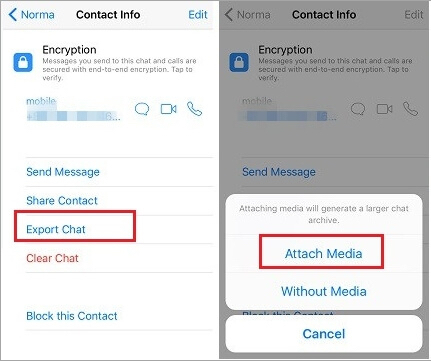 Norma
Contact Info
Edit
Encryption
Messages you send to this chat and calls are
secured with end-to-end encryption. Tap to
verify.
mobile
Send Message
Share Contact
Export Chat
Clear Chat
Block this Contact
Norma
Contact Info
Edit
Encryption
Messages you send to this chat and calls are
secured with end-to-end encryption. Tap to
verify.
mobile
Send Message
Attaching media will generate a larger chat
archive.
Attach Media
Without Media
Block this Contact
Cancel